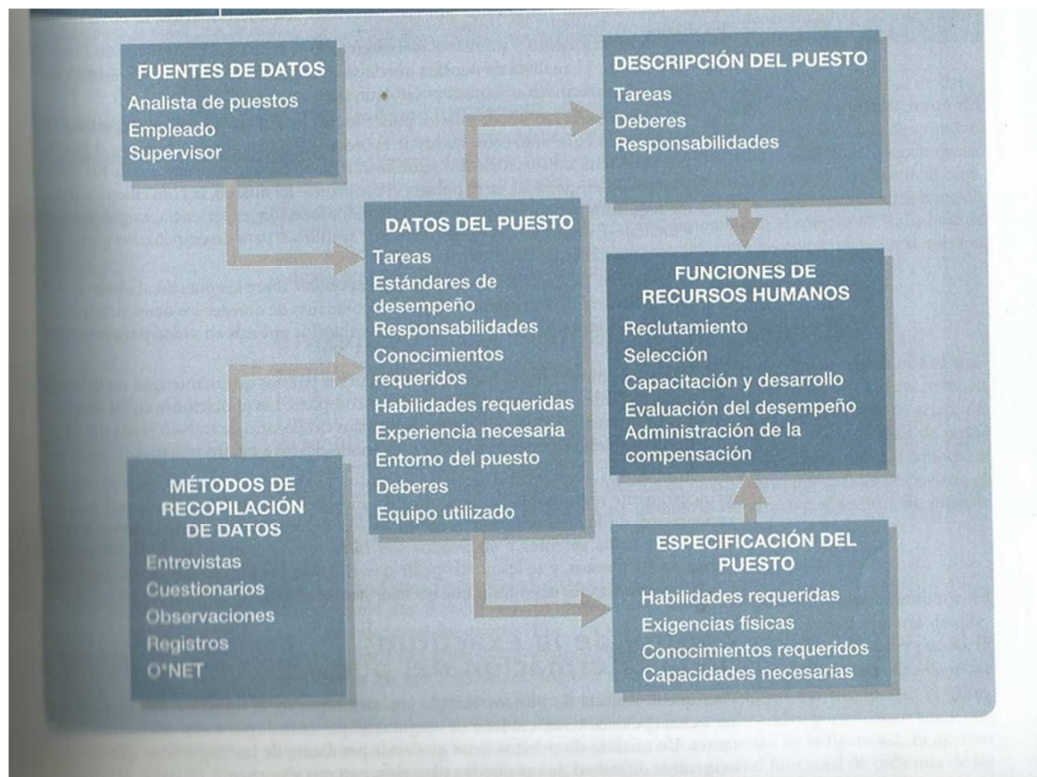 FUENTES DE DATOS
Analista de puestos
Empleado
Supervisor
MÉTODOS DE
RECOPILACIÓN
DE DATOS
Entrevistas
Cuestionarios
Observaciones
Registros
O*NET
DATOS DEL PUESTO
Tareas
Estándares de
desempeño
Responsabilidades
Conocimientos
requeridos
Habilidades requeridas
Experiencia necesaria
Entorno del puesto
Deberes
Equipo utilizado
DESCRIPCIÓN DEL PUESTO
Tareas
Deberes
Responsabilidades
FUNCIONES DE
RECURSOS HUMANOS
Reclutamiento
Selección
Capacitación y desarrollo
Evaluación del desempeño
Administración de la
compensación
ESPECIFICACIÓN DEL
PUESTO
Habilidades requeridas
Exigencias físicas
Conocimientos requeridos
Capacidades necesarias